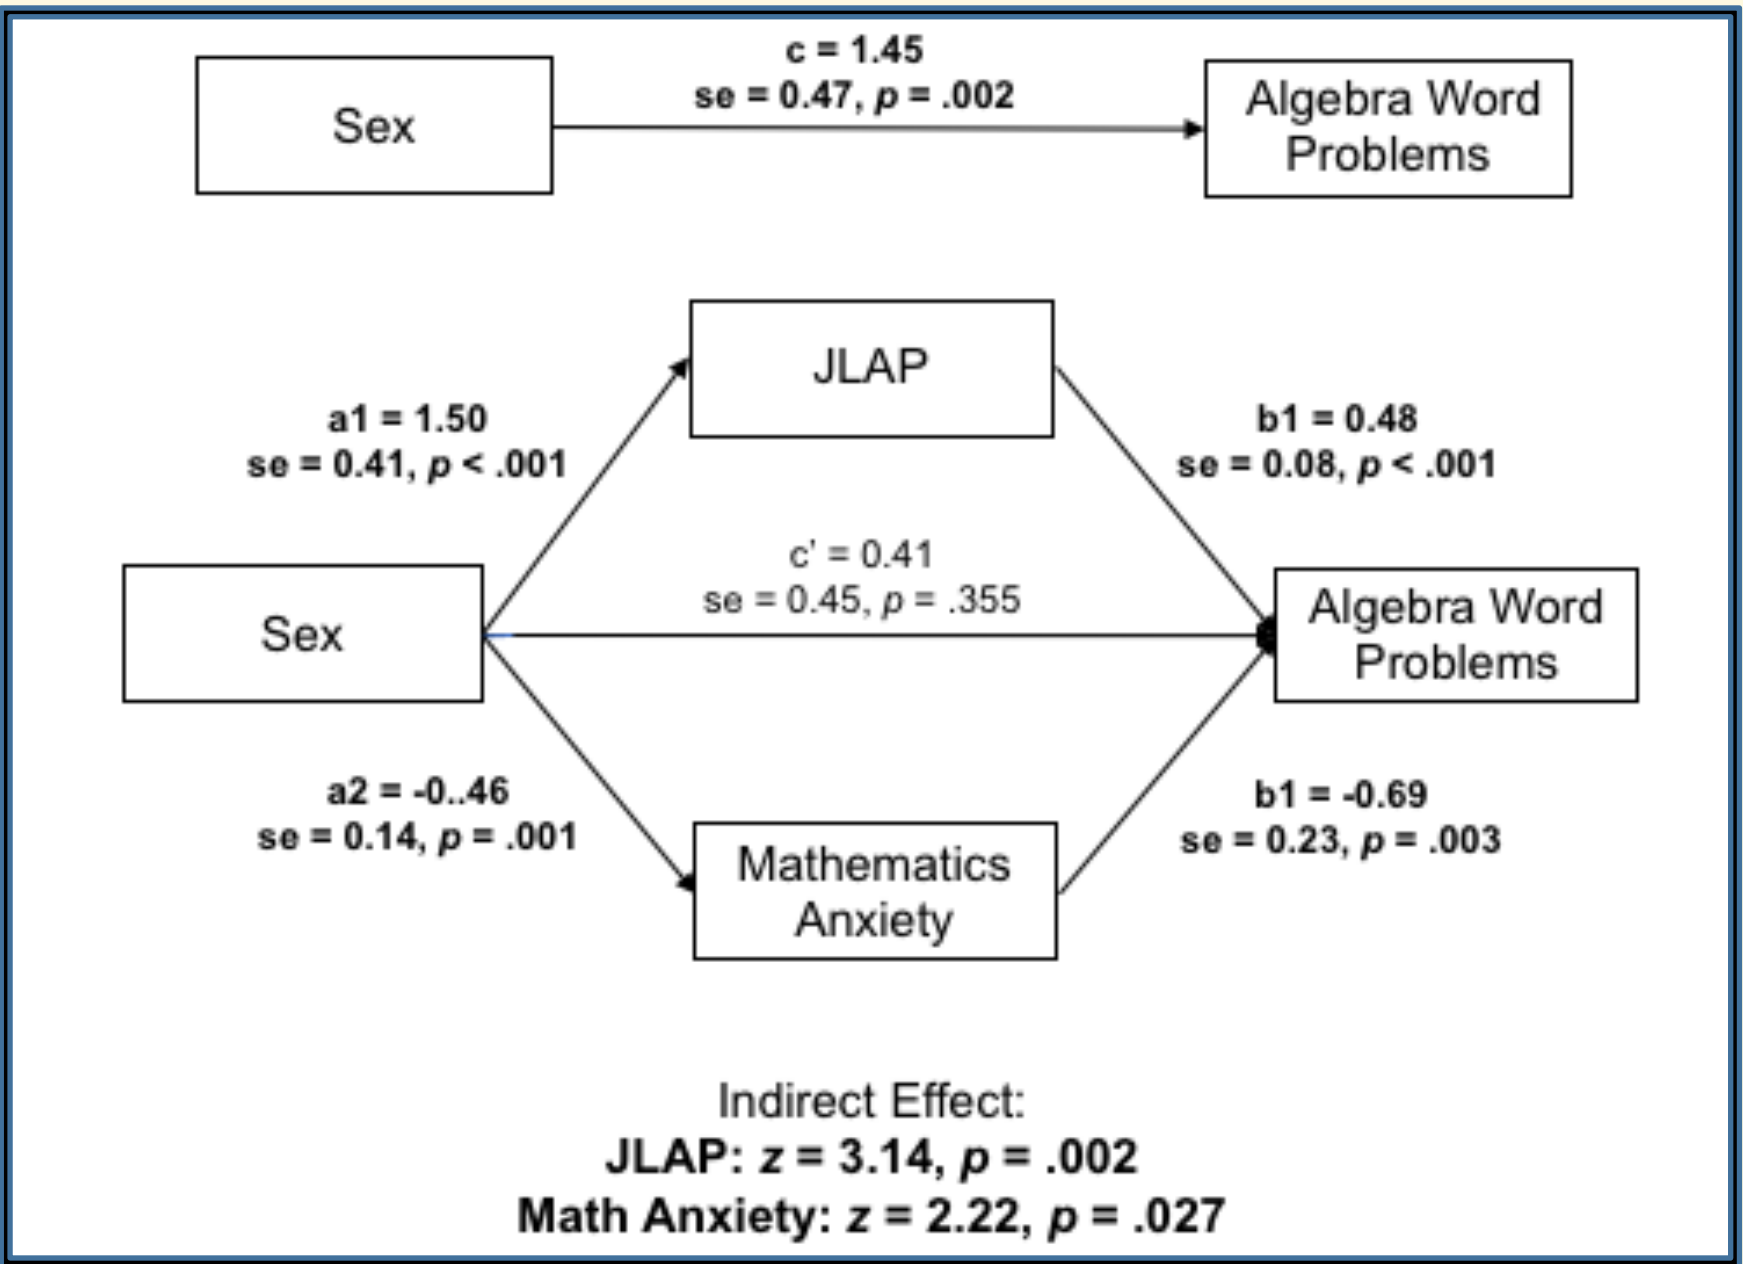 c = 1.45
se = 0.47, p = .002
Sex
Algebra Word
Problems
JLAP
a1 = 1.50
se = 0.41, p < .001
b1 = 0.48
se = 0.08, p < .001
c' = 0.41
se = 0.45, p = .355
Sex
Algebra Word
Problems
a2 = -0..46
se = 0.14, p = .001
b1 = -0.69
se = 0.23, p = .003
Mathematics
Anxiety
Indirect Effect:
JLAP: z = 3.14, p = .002
Math Anxiety: z = 2.22, p = .027